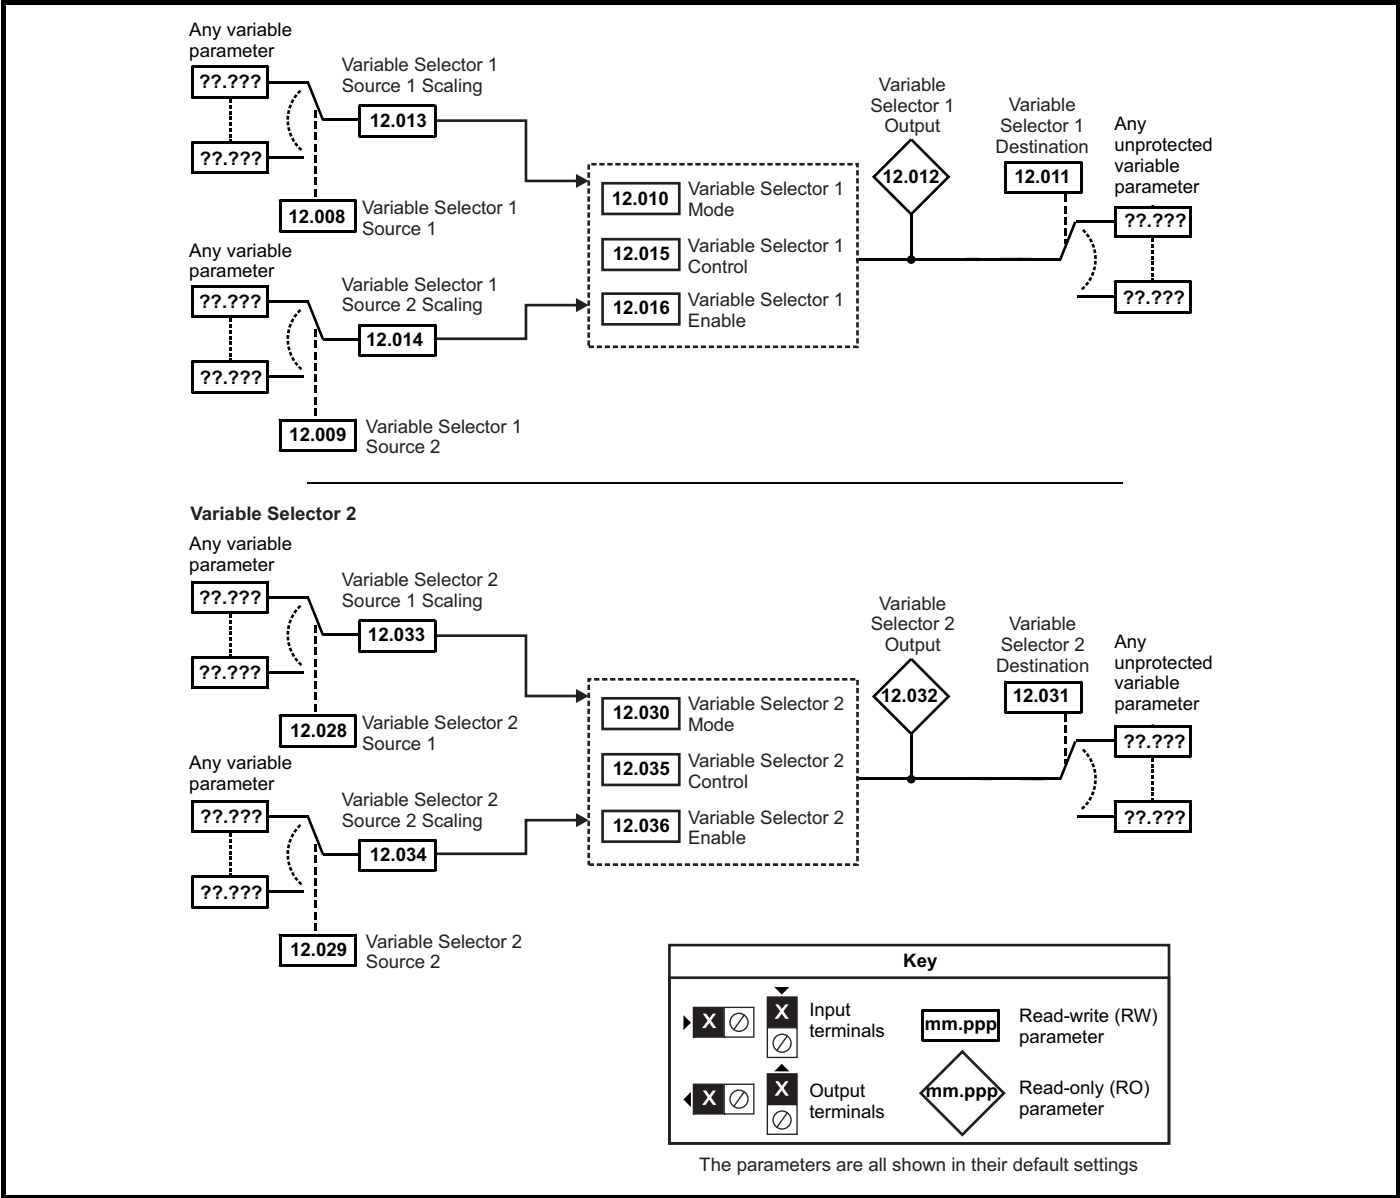 Any variable
parameter
??.???
??.???
Variable Selector 1
Source 1 Scaling
12.013
12.008
Variable Selector 1
Source 1
Any variable
parameter
??.???
??.???
Variable Selector 1
Source 2 Scaling
12.014
12.009
Variable Selector 1
Source 2
12.010
Variable Selector 1
Mode
12.015
Variable Selector 1
Control
12.016
Variable Selector 1
Enable
Variable
Selector 1
Output
12.012
Variable
Selector 1
Destination
12.011
Any
unprotected
variable
parameter
??.???
??.???
Variable Selector 2
Any variable
parameter
??.???
??.???
Variable Selector 2
Source 1 Scaling
12.033
12.028
Variable Selector 2
Source 1
Any variable
parameter
??.???
??.???
Variable Selector 2
Source 2 Scaling
12.034
12.029
Variable Selector 2
Source 2
12.030
Variable Selector 2
Mode
12.035
Variable Selector 2
Control
12.036
Variable Selector 2
Enable
Variable
Selector 2
Output
12.032
Variable
Selector 2
Destination
12.031
Any
unprotected
variable
parameter
??.???
??.???
Key
X
X
Input
terminals
mm.ppp
Read-write (RW)
parameter
X
X
Output
terminals
mm.ppp
Read-only (RO)
parameter
The parameters are all shown in their default settings